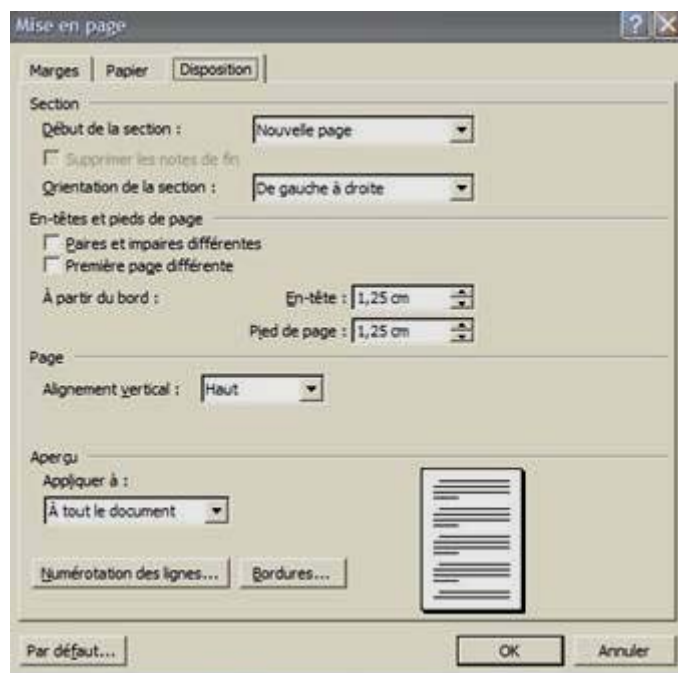 Mise en page
Marges Papier Disposition
Section
Début de la section : Nouvelle page
Supprimer les notes de fin
Orientation de la section : De gauche à droite
En-têtes et pieds de page
Paires et impaires différentes
Première page différente
À partir du bord : En-tête : 1,25 cm
Pied de page : 1,25 cm
Page
Alignement vertical : Haut
Aperçu
Appliquer à :
À tout le document
Numérotation des lignes... Bordures...
Par défaut... OK Annuler